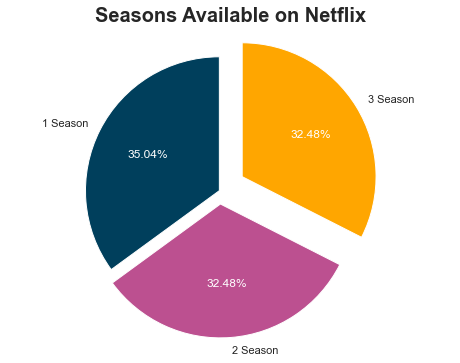 Seasons Available on Netflix
3 Season
1 Season
32.48%
35.04%
32.48%
2 Season